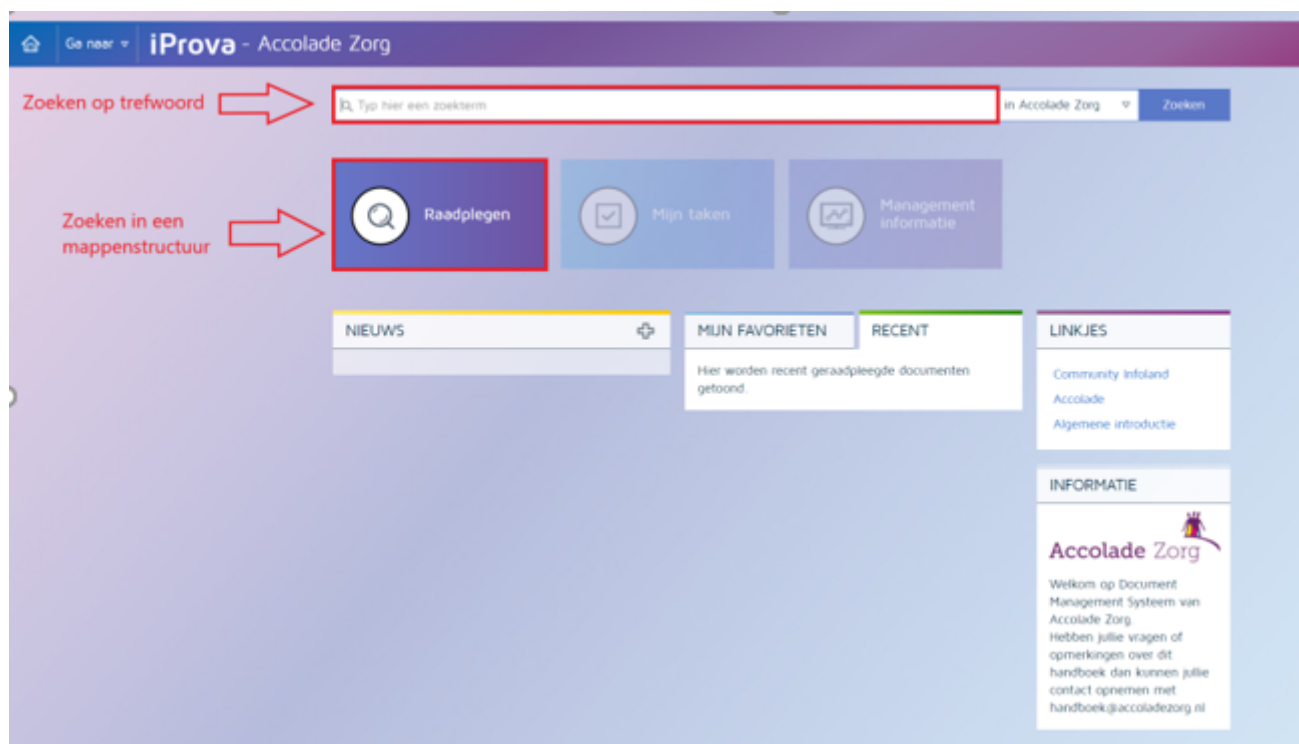 Ga naar
iProva - Accolade Zorg
Zoeken op trefwoord
Typ hier een zoekterm
in Accolade Zorg
Zoeken
Zoeken in een
mappenstructuur
Raadplegen
Mijn taken
Management
informatie
NIEUWS
MIJN FAVORIETEN
RECENT
LINKJES
Hier worden recent geraadpleegde documenten
getoond.
Community Infoland
Accolade
Algemene introductie
INFORMATIE
Accolade Zorg
Welkom op Document
Management Systeem van
Accolade Zorg.
Hebben jullie vragen of
opmerkingen over dit
handboek dan kunnen jullie
contact opnemen met
handboek@accoladezorg.nl